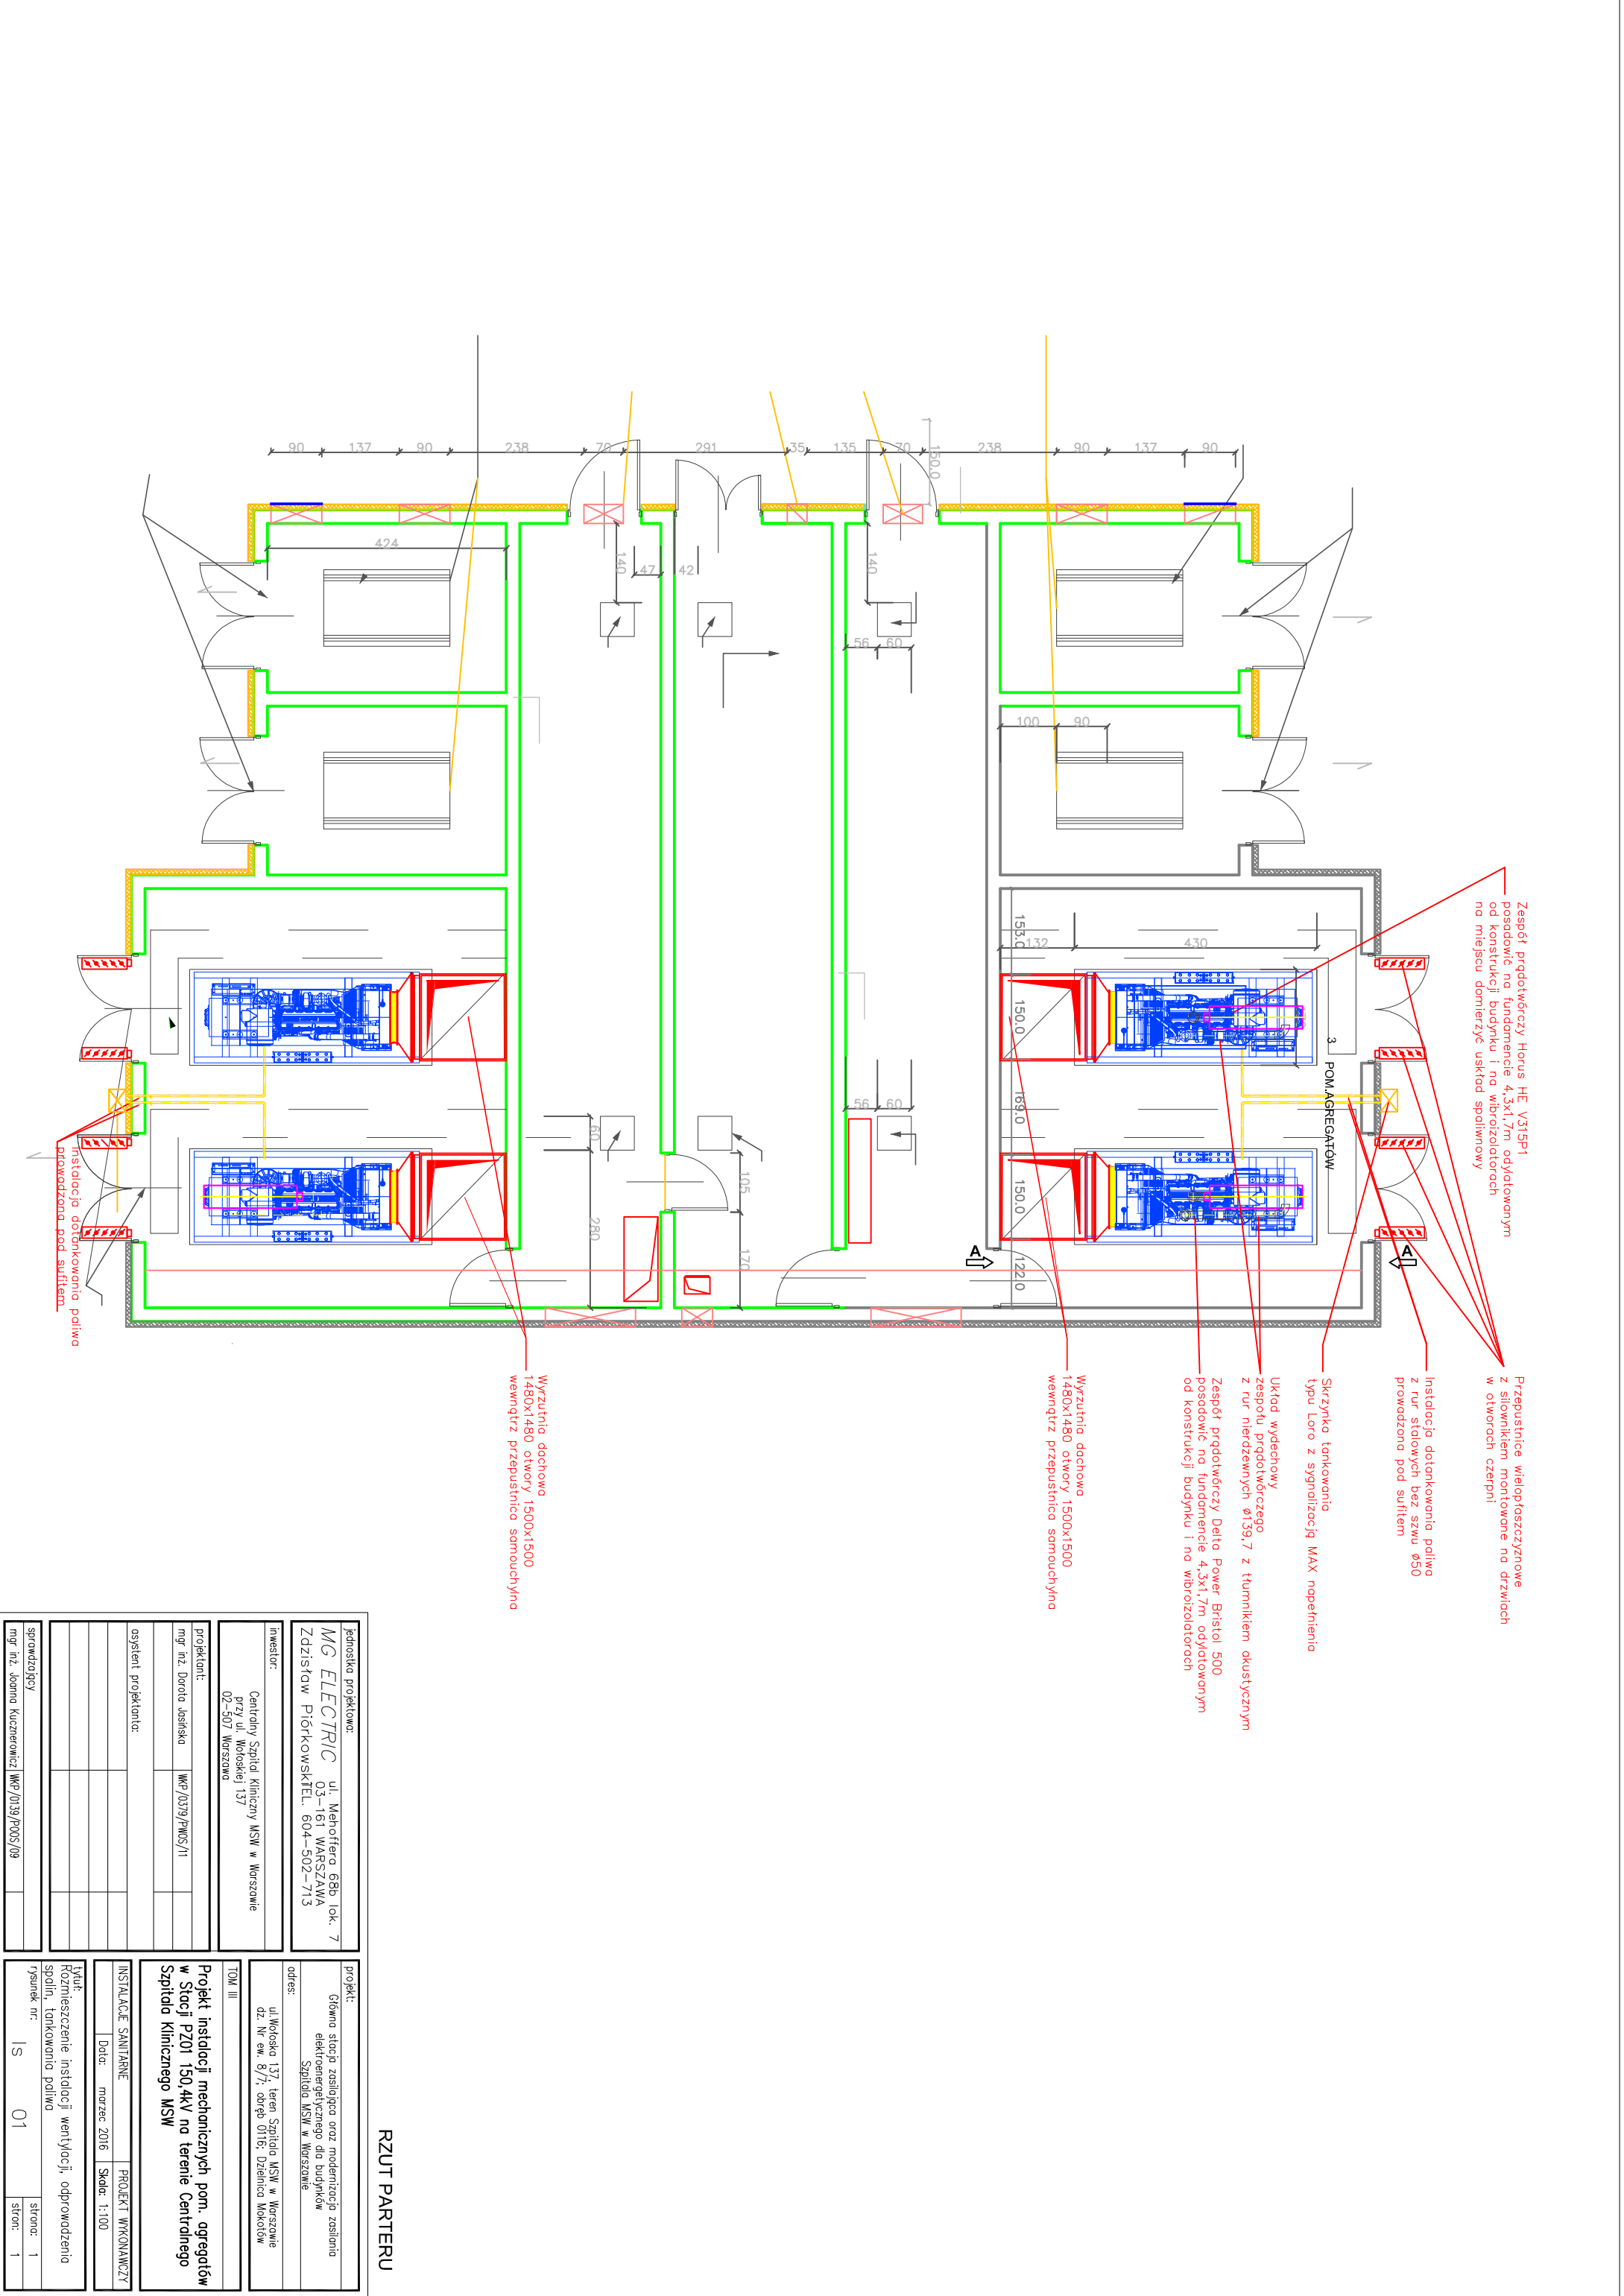 Zespół prądotwórczy Horus HE V315P1
posadowić na fundamencie 4,3x1,7m odylatowanym
od konstrukcji budynku i na wibroizolatorach
na miejscu domierzyć uskład spaliwnowy
Przepustnice wielopłaszczyznowe
z siłownikiem montowane na drzwiach
w otworach czerpni
Instalacja dotankowania paliwa
z rur stalowych bez szwu ø50
prowadzona pod sufitem
Skrzynka tankowania
typu Loro z sygnalizacją MAX napełnienia
Układ wydechowy
zespołu prądotwórczego
z rur nierdzewnych ø139,7 z tłumnikiem akustycznym
Zespół prądotwórczy Delta Power Bristol 500
posadowić na fundamencie 4,3x1,7m odylatowanym
od konstrukcji budynku i na wibroizolatorach
Wyrzutnia dachowa
1480x1480 otwory 1500x1500
wewnątrz przepustnica samouchylna
Wyrzutnia dachowa
1480x1480 otwory 1500x1500
wewnątrz przepustnica samouchylna
Instalacja dotankowania paliwa
prowadzona pod sufitem
3 POM.AGREGATÓW
A
A
90
137
90
238
70
150.0
135
35
291
70
238
90
137
90
424
140
47
42
140
56
60
100
90
153.0
132
430
150.0
169.0
150.0
122.0
56
60
60
280
105
170
RZUT PARTERU
jednostka projektowa:
MG ELECTRIC ul. Mehoffera 68b lok. 7
03-161 WARSZAWA
Zdzisław Piórkowski TEL. 604-502-713
inwestor:
Centralny Szpital Kliniczny MSW w Warszawie
przy ul. Wołoskiej 137
02-507 Warszawa
projektant:
mgr inż. Dorota Jasińska WKP/0379/PWOS/11
asystent projektanta:
sprawdzający
mgr inż. Joanna Kucznerowicz WKP/0139/POOS/09
projekt:
Główna stacja zasilająca oraz modernizacja zasilania
elektroenergetycznego dla budynków
Szpitala MSW w Warszawie
adres:
ul.Wołoska 137, teren Szpitala MSW w Warszawie
dz. Nr ew. 8/7; obręb 0116; Dzielnica Mokotów
TOM III
Projekt instalacji mechanicznych pom. agregatów
w Stacji PZ01 150,4kV na terenie Centralnego
Szpitala Klinicznego MSW
INSTALACJE SANITARNE PROJEKT WYKONAWCZY
Data: marzec 2016 Skala: 1:100
tytuł:
Rozmieszczenie instalacji wentylacji, odprowadzenia
spalin, tankowania paliwa
rysunek nr: Is 01
strona: 1
stron: 1